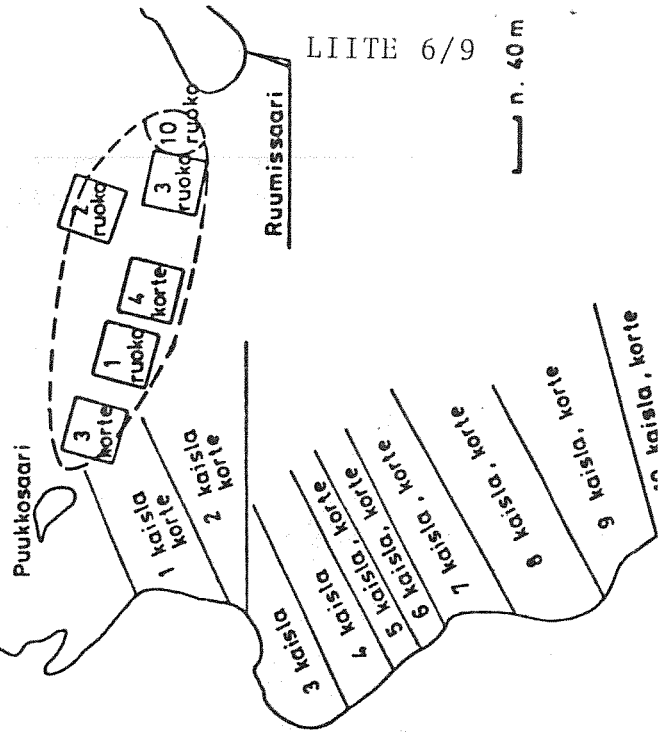 LIITE 6/9
n. 40 m
Ruumissaari
Puukkosaari
10
ruoko
3
ruoko
2
ruoko
4
korte
1
ruoko
3
korte
1 kaisla
korte
2 kaisla
korte
3 kaisla
4 kaisla
5 kaisla, korte
6 kaisla, korte
7 kaisla, korte
8 kaisla, korte
9 kaisla, korte
10 kaisla, korte